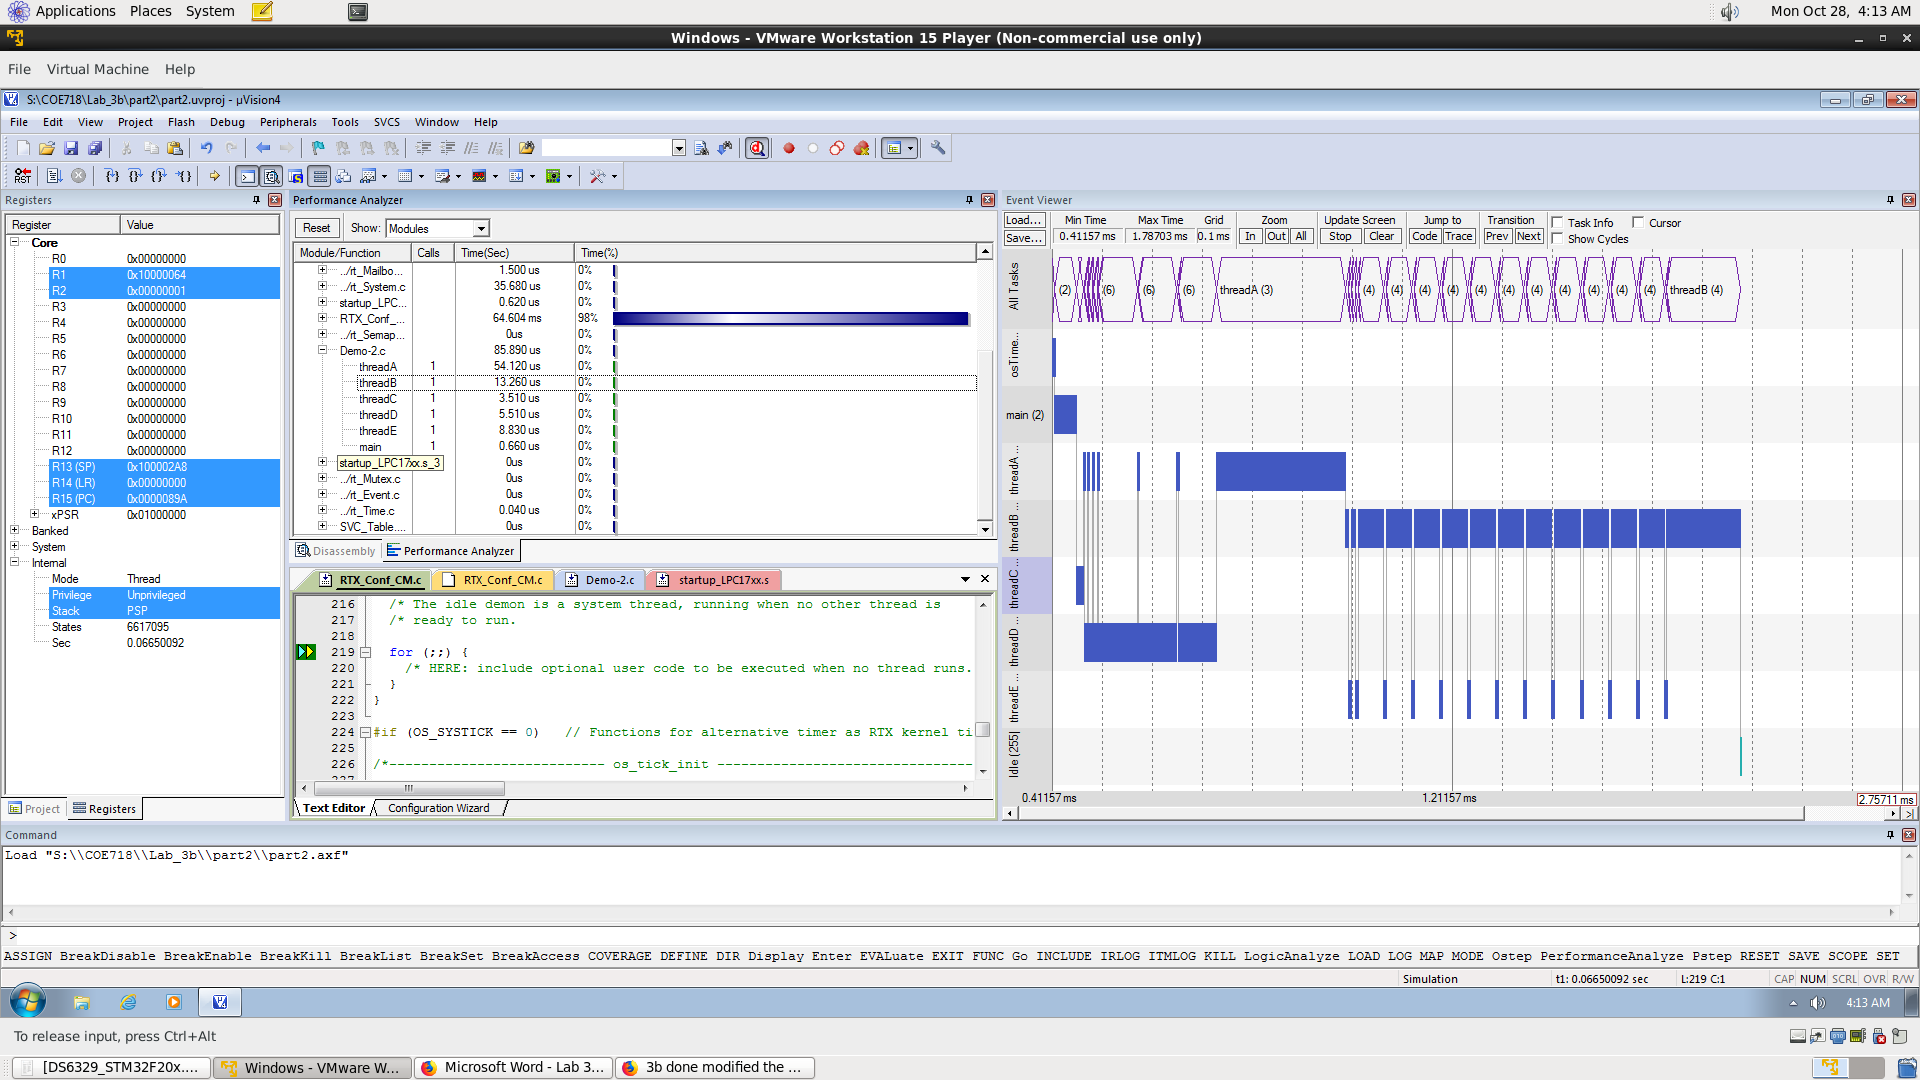 Applications Places System
Mon Oct 28, 4:13 AM
Windows - VMware Workstation 15 Player (Non-commercial use only)
File Virtual Machine Help
S:\COE718\Lab_3b\part2\part2.uvproj - µVision4
File Edit View Project Flash Debug Peripherals Tools SVCS Window Help
Registers
Register Value
Core
R0 0x00000000
R1 0x10000064
R2 0x00000001
R3 0x00000000
R4 0x00000000
R5 0x00000000
R6 0x00000000
R7 0x00000000
R8 0x00000000
R9 0x00000000
R10 0x00000000
R11 0x00000000
R12 0x00000000
R13 (SP) 0x100002A8
R14 (LR) 0x00000000
R15 (PC) 0x0000089A
xPSR 0x01000000
Banked
System
Internal
Mode Thread
Privilege Unprivileged
Stack PSP
States 6617095
Sec 0.06650092
Project Registers
Performance Analyzer
Reset Show: Modules
Module/Function Calls Time(Sec) Time(%)
../rt_Mailbo... 1.500 us 0%
../rt_System.c 35.680 us 0%
startup_LPC... 0.620 us 0%
RTX_Conf_... 64.604 ms 98%
../rt_Semap... 0us 0%
Demo-2.c 85.890 us 0%
threadA 1 54.120 us 0%
threadB 1 13.260 us 0%
threadC 1 3.510 us 0%
threadD 1 5.510 us 0%
threadE 1 8.830 us 0%
main 1 0.660 us 0%
startup_LPC17xx.s_3 0us 0%
../rt_Mutex.c 0us 0%
../rt_Event.c 0us 0%
../rt_Time.c 0.040 us 0%
SVC_Table.... 0us 0%
Disassembly Performance Analyzer
RTX_Conf_CM.c RTX_Conf_CM.c Demo-2.c startup_LPC17xx.s
216 /* The idle demon is a system thread, running when no other thread is
217 /* ready to run.
218
219 for (;;) {
220 /* HERE: include optional user code to be executed when no thread runs.
221 }
222 }
223
224 #if (OS_SYSTICK == 0) // Functions for alternative timer as RTX kernel ti
225
226 /*--------------------------- os_tick_init ---------------------------------
Text Editor Configuration Wizard
Event Viewer
Load... Min Time Max Time Grid Zoom Update Screen Jump to Transition Task Info Cursor
Save... 0.41157 ms 1.78703 ms 0.1 ms In Out All Stop Clear Code Trace Prev Next Show Cycles
All Tasks
(2) (6) (6) (6) threadA (3) (4) (4) (4) (4) (4) (4) (4) (4) (4) (4) (4) threadB (4)
osTime...
main (2)
threadA ...
threadB ...
threadC ...
threadD ...
threadE ...
Idle (255)
0.41157 ms 1.21157 ms 2.75711 ms
Command
Load "S:\\COE718\\Lab_3b\\part2\\part2.axf"
>
ASSIGN BreakDisable BreakEnable BreakKill BreakList BreakSet BreakAccess COVERAGE DEFINE DIR Display Enter EVALuate EXIT FUNC Go INCLUDE IRLOG ITMLOG KILL LogicAnalyze LOAD LOG MAP MODE Ostep PerformanceAnalyze Pstep RESET SAVE SCOPE SET
Simulation t1: 0.06650092 sec L:219 C:1 CAP NUM SCRL OVR R/W
4:13 AM
To release input, press Ctrl+Alt
[DS6329_STM32F20x.... Windows - VMware W... Microsoft Word - Lab 3... 3b done modified the ...